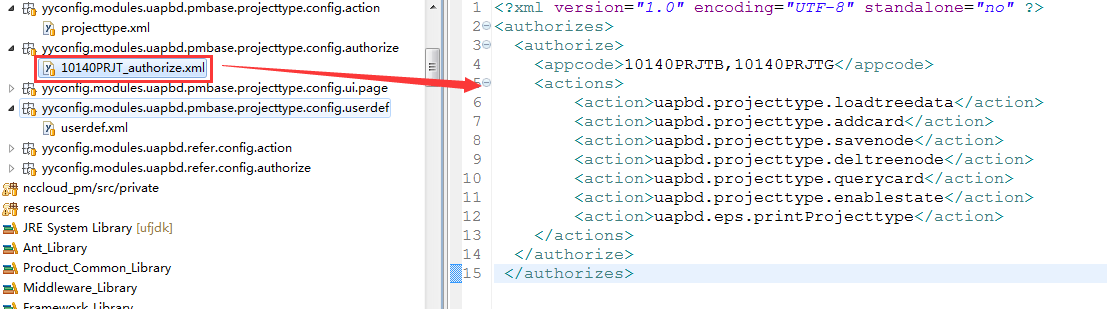 yyconfig.modules.uapbd.pmbase.projecttype.config.action
projecttype.xml
yyconfig.modules.uapbd.pmbase.projecttype.config.authorize
10140PRJT_authorize.xml
yyconfig.modules.uapbd.pmbase.projecttype.config.ui.page
yyconfig.modules.uapbd.pmbase.projecttype.config.userdef
userdef.xml
yyconfig.modules.uapbd.refer.config.action
yyconfig.modules.uapbd.refer.config.authorize
nccloud_pm/src/private
resources
JRE System Library [ufjdk]
Ant_Library
Product_Common_Library
Middleware_Library
Framework_Library
1 <?xml version="1.0" encoding="UTF-8" standalone="no" ?>
2 <authorizes>
3 <authorize>
4 <appcode>10140PRJTB,10140PRJTG</appcode>
5 <actions>
6 <action>uapbd.projecttype.loadtreedata</action>
7 <action>uapbd.projecttype.addcard</action>
8 <action>uapbd.projecttype.savenode</action>
9 <action>uapbd.projecttype.deltreenode</action>
10 <action>uapbd.projecttype.querycard</action>
11 <action>uapbd.projecttype.enablestate</action>
12 <action>uapbd.eps.printProjecttype</action>
13 </actions>
14 </authorize>
15 </authorizes>